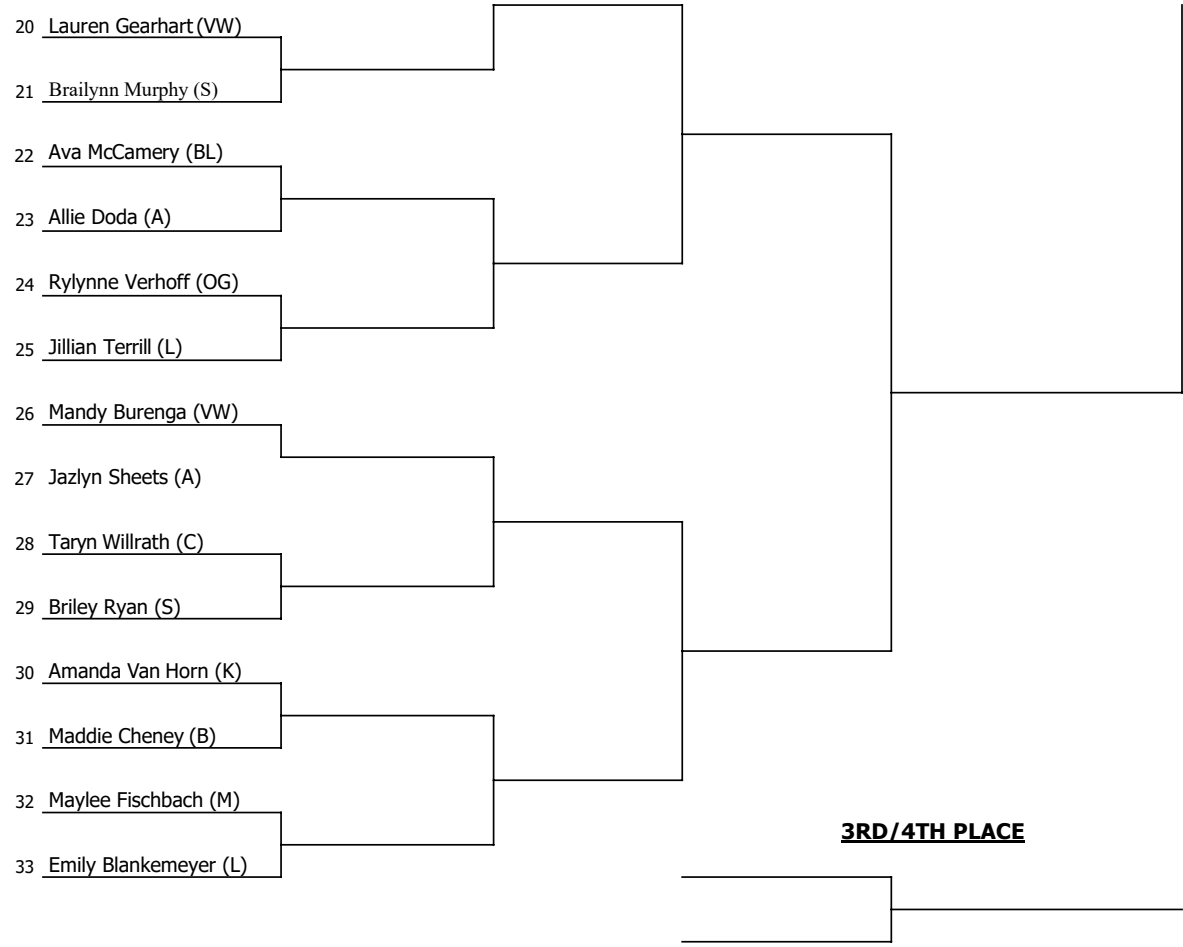 20 Lauren Gearhart (VW)
21 Brailynn Murphy (S)
22 Ava McCamery (BL)
23 Allie Doda (A)
24 Rylynne Verhoff (OG)
25 Jillian Terrill (L)
26 Mandy Burenga (VW)
27 Jazlyn Sheets (A)
28 Taryn Willrath (C)
29 Briley Ryan (S)
30 Amanda Van Horn (K)
31 Maddie Cheney (B)
32 Maylee Fischbach (M)
3RD/4TH PLACE
33 Emily Blankemeyer (L)